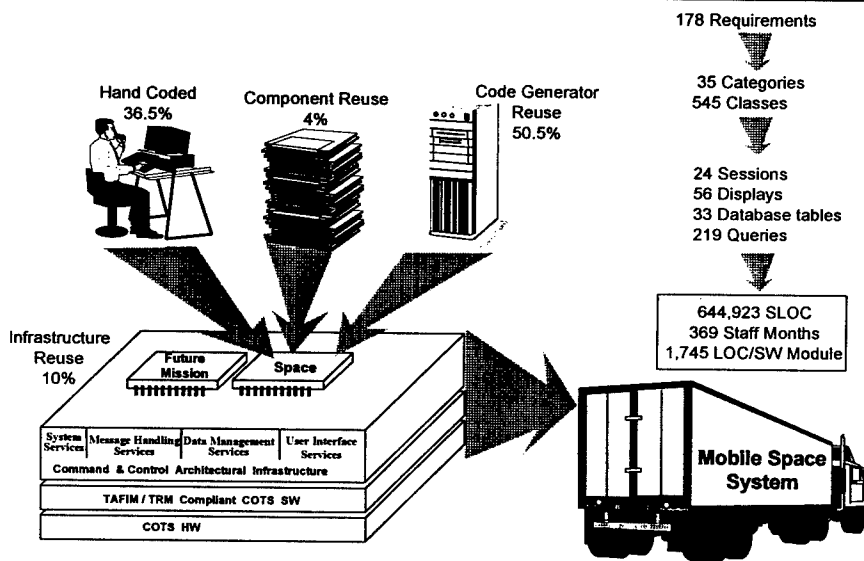 178 Requirements
35 Categories
545 Classes
24 Sessions
56 Displays
33 Database tables
219 Queries
644,923 SLOC
369 Staff Months
1,745 LOC/SW Module
Hand Coded
36.5%
Component Reuse
4%
Code Generator
Reuse
50.5%
Infrastructure
Reuse
10%
Future
Mission
Space
System
Services
Message Handling
Services
Data Management
Services
User Interface
Services
Command & Control Architectural Infrastructure
TAFIM / TRM Compliant COTS SW
COTS HW
Mobile Space
System